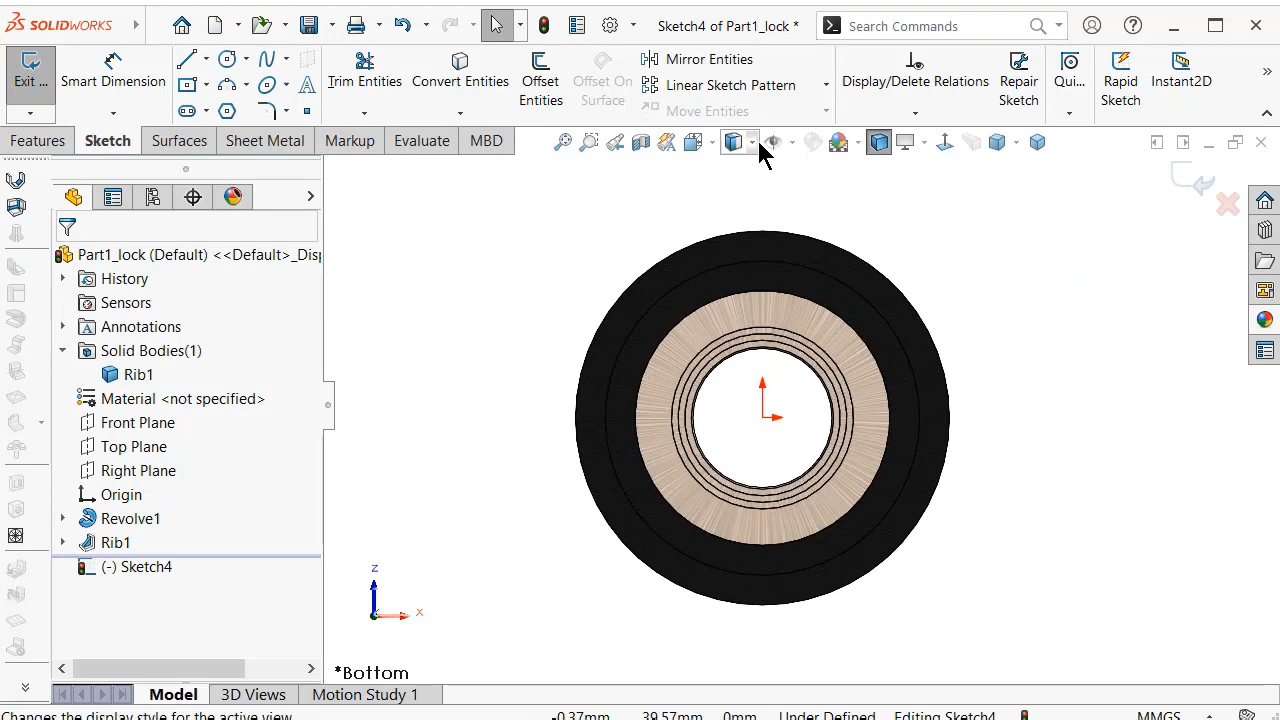 SOLIDWORKS
Sketch4 of Part1_lock *
Search Commands
Exit ...
Smart Dimension
Trim Entities
Convert Entities
Offset Entities
Offset On Surface
Mirror Entities
Linear Sketch Pattern
Move Entities
Display/Delete Relations
Repair Sketch
Qui...
Rapid Sketch
Instant2D
Features
Sketch
Surfaces
Sheet Metal
Markup
Evaluate
MBD
Part1_lock (Default) <<Default>_Disp
History
Sensors
Annotations
Solid Bodies(1)
Rib1
Material <not specified>
Front Plane
Top Plane
Right Plane
Origin
Revolve1
Rib1
(-) Sketch4
z
x
*Bottom
Model
3D Views
Motion Study 1
Changes the display style for the active view.
-0.37mm
39.57mm
0mm
Under Defined
Editing Sketch4
MMGS